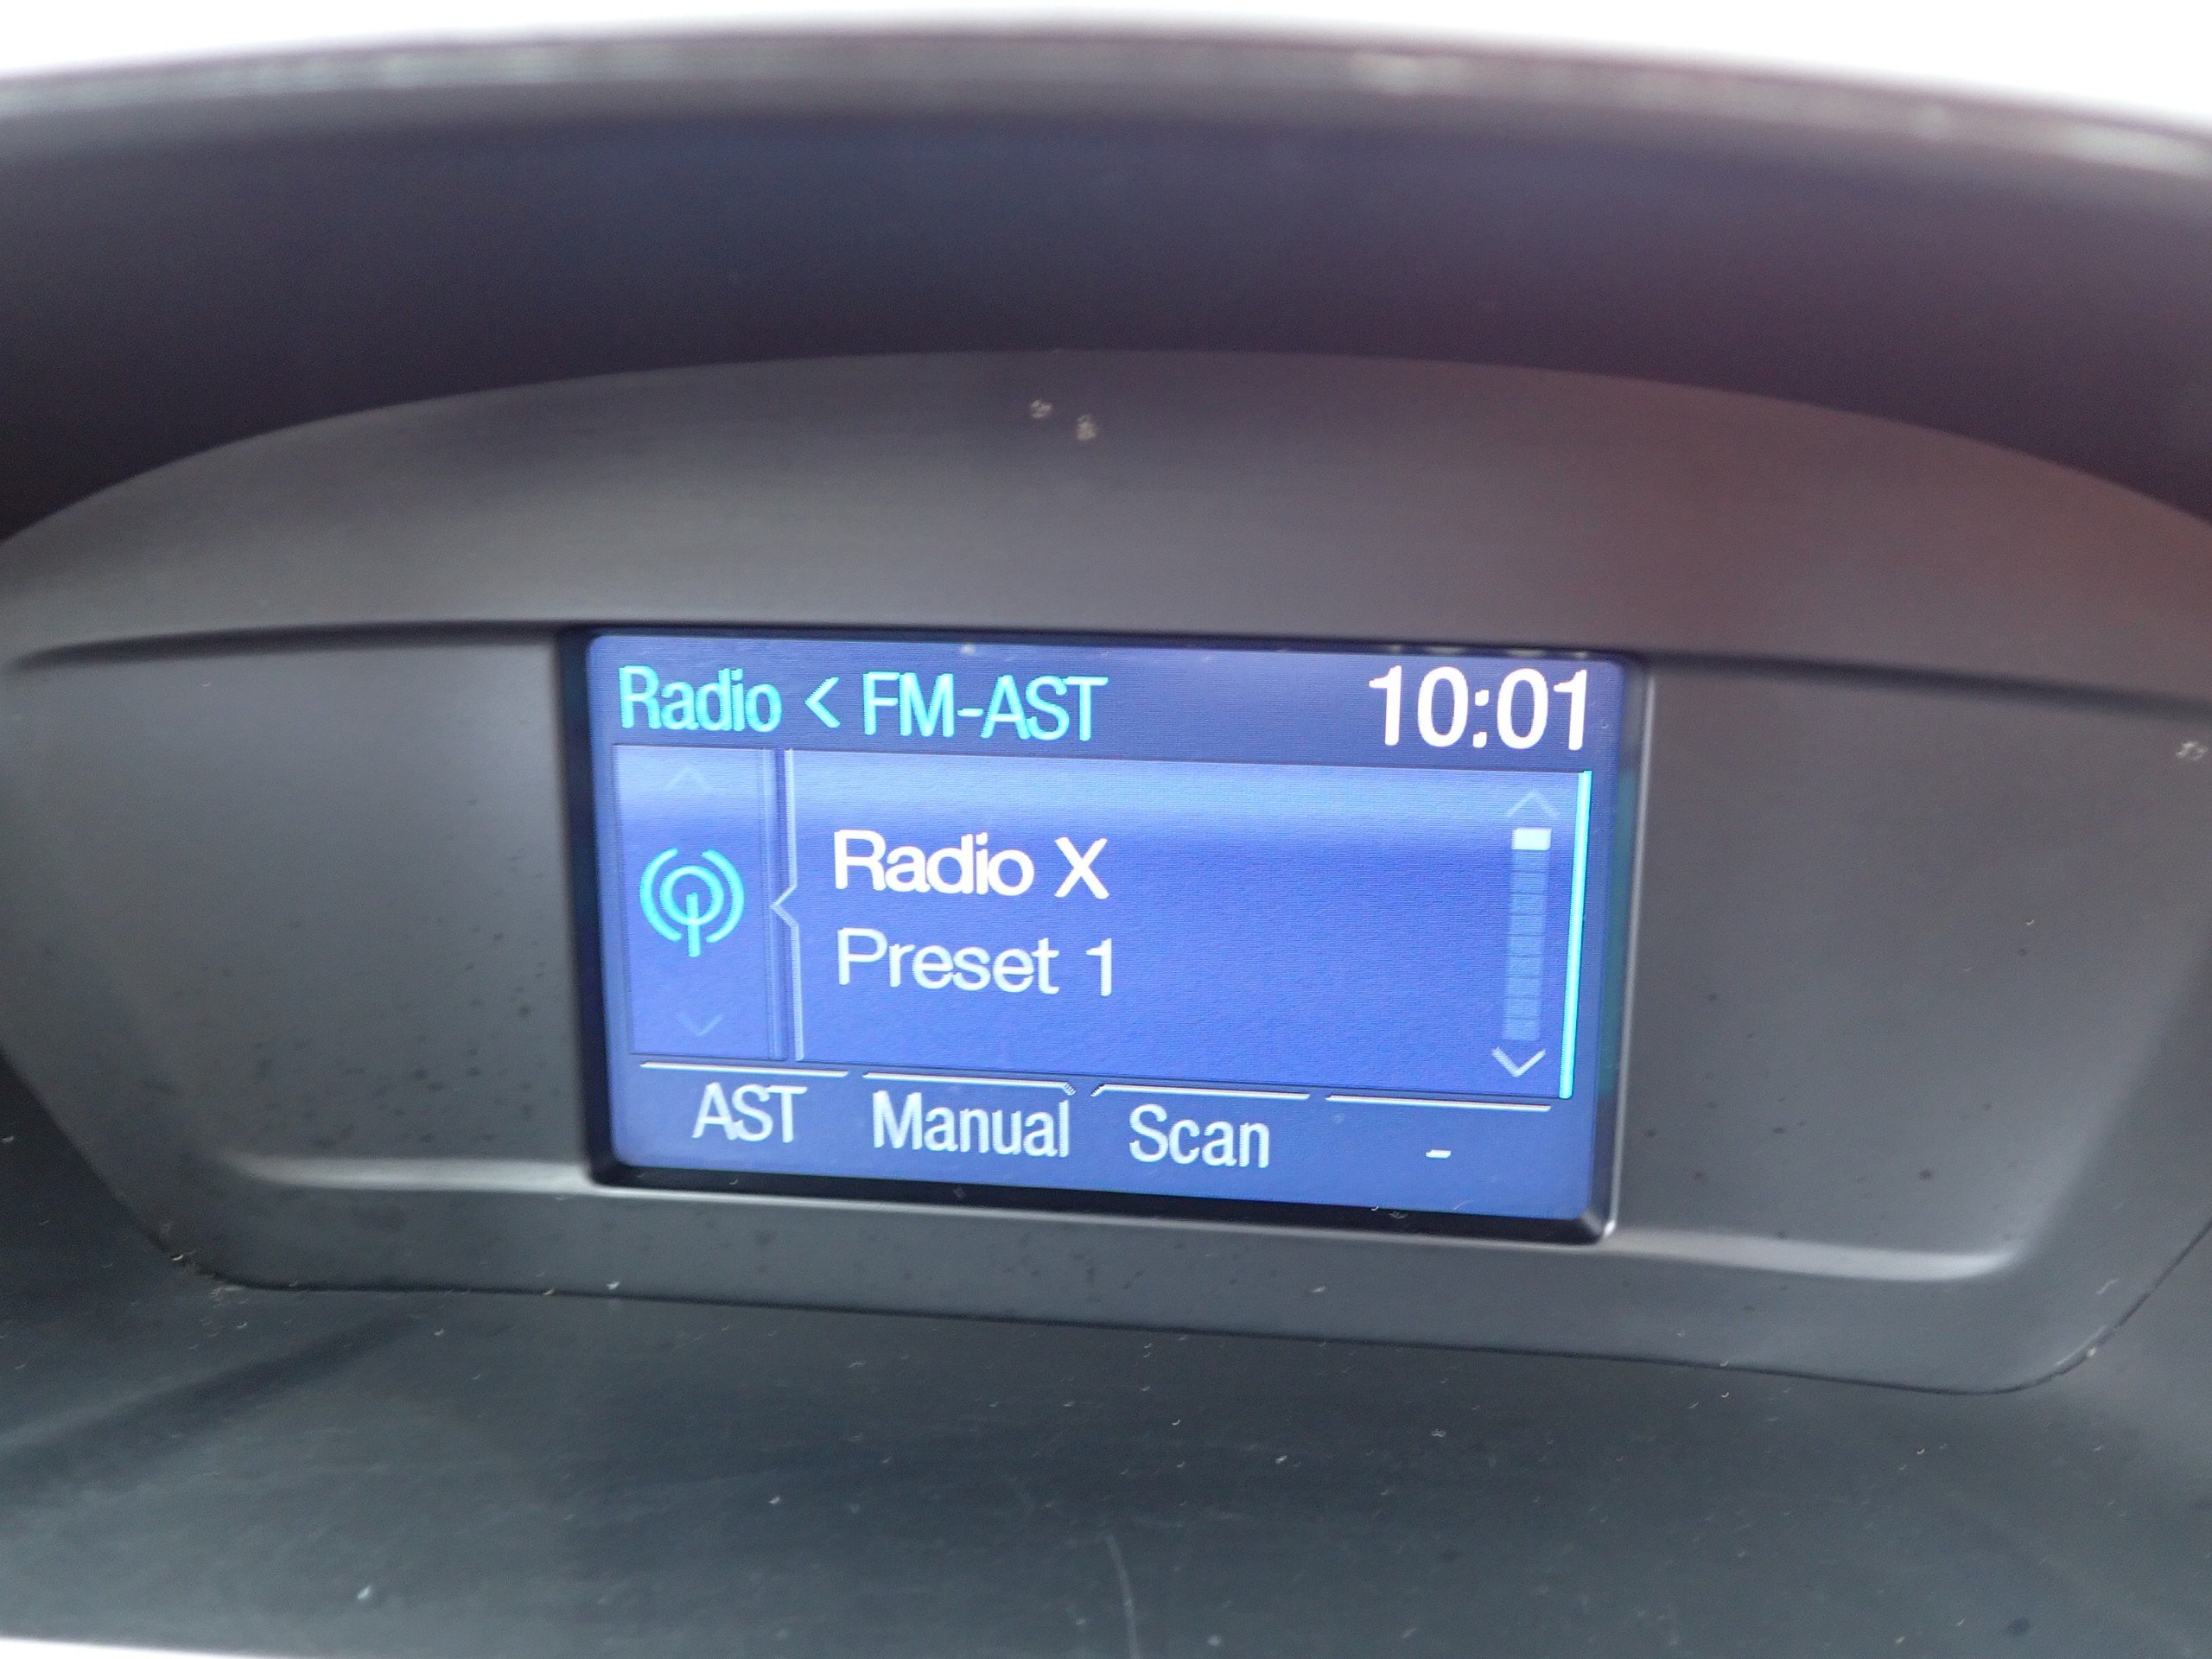 Radio < FM-AST 10:01
Radio X
Preset 1
AST Manual Scan -